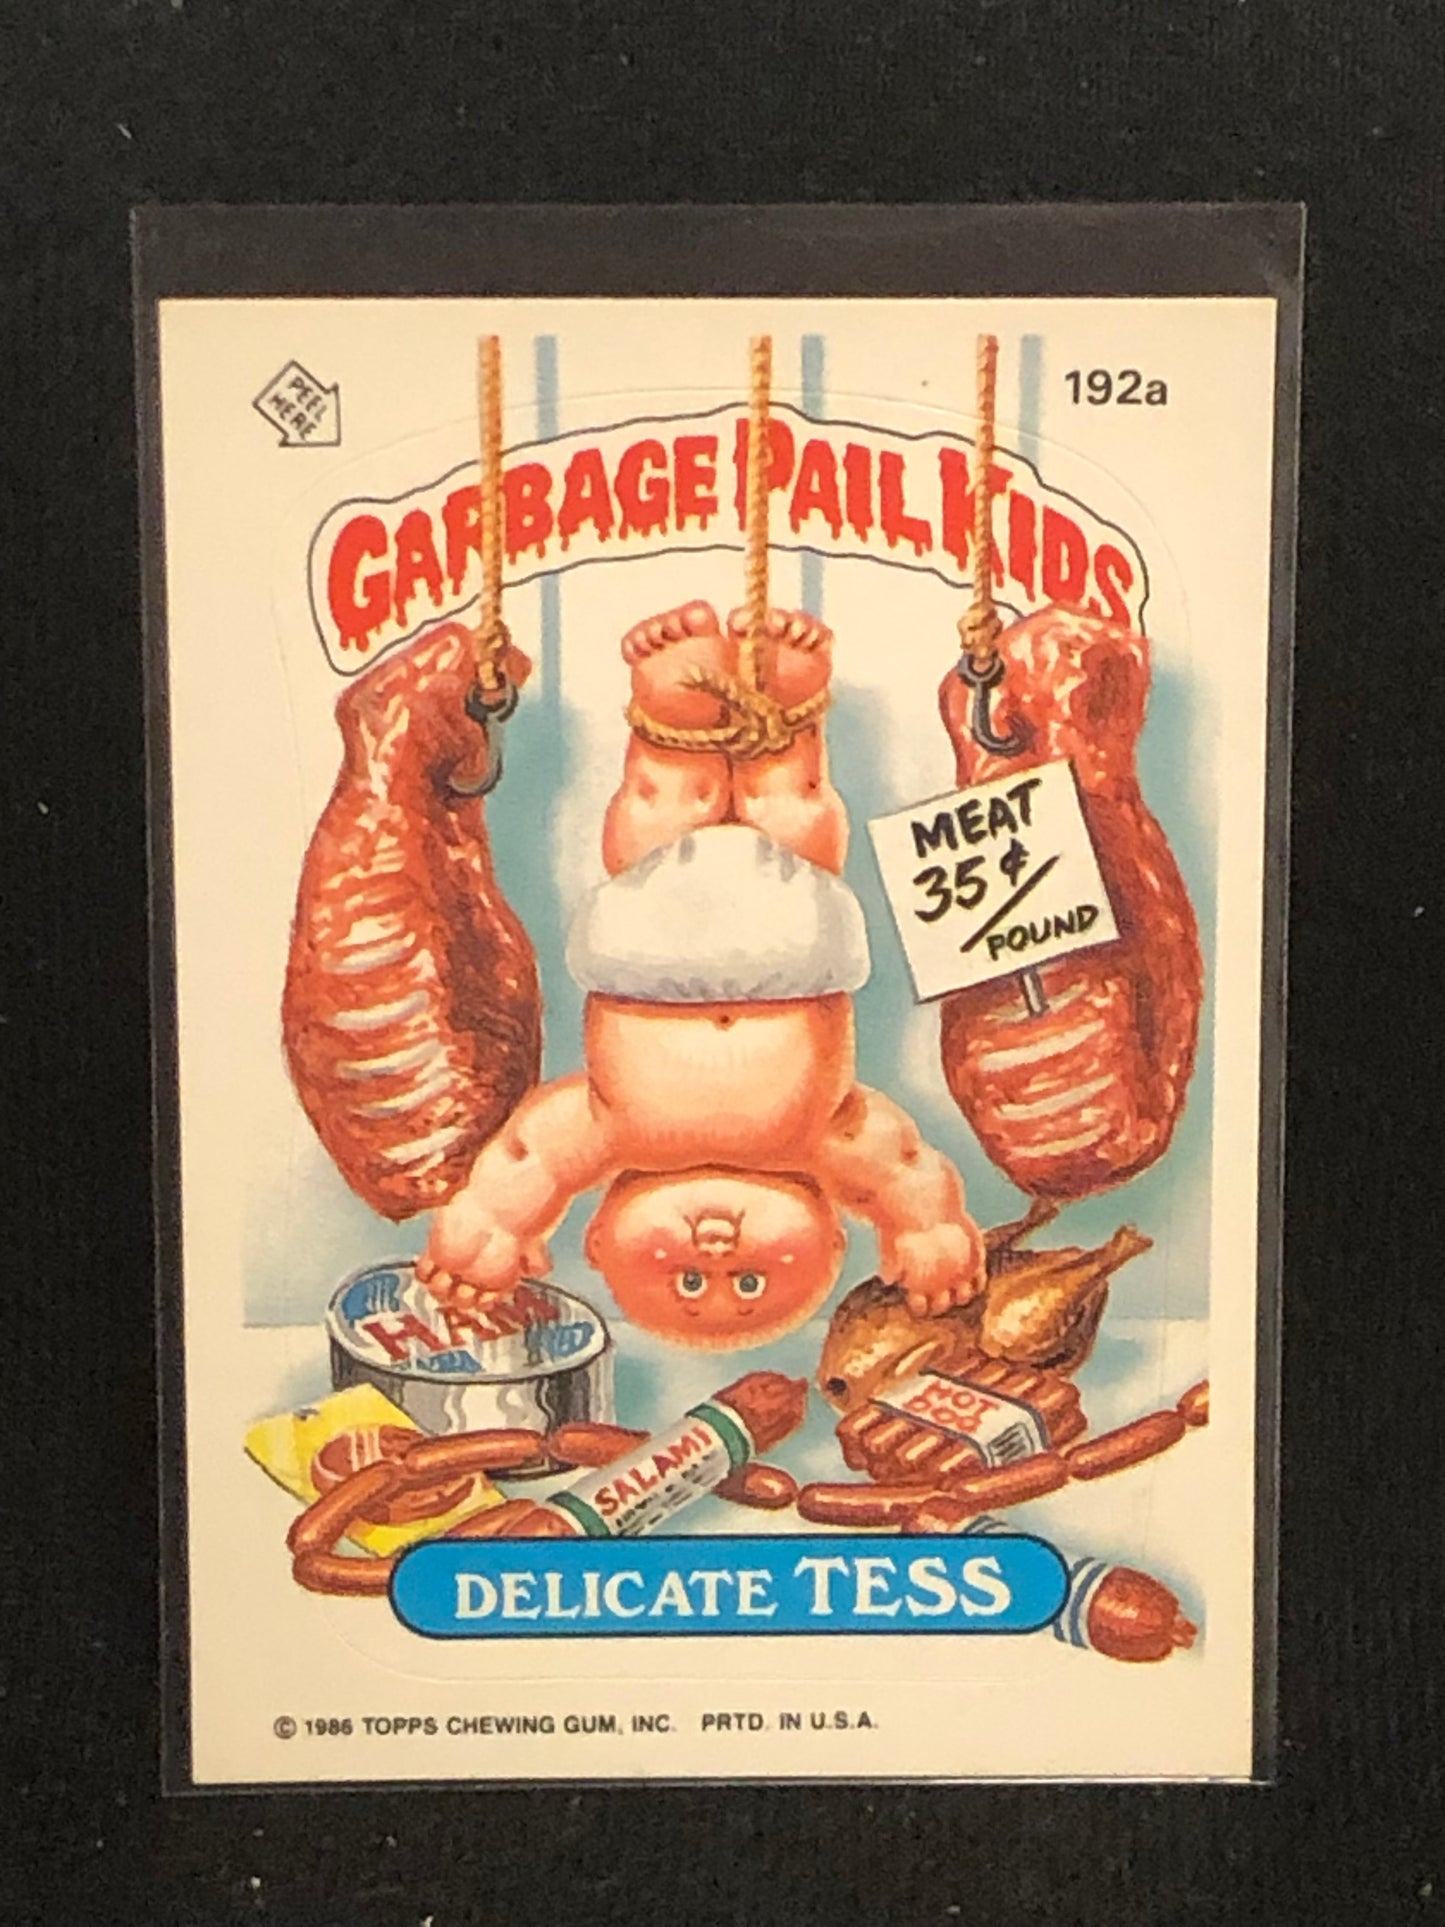 PEEL
HERE
192a
GARBAGE PAIL KIDS
MEAT
35¢/
POUND
HAM
HOT
DOG
SALAMI
DELICATE TESS
© 1986 TOPPS CHEWING GUM, INC. PRTD. IN U.S.A.